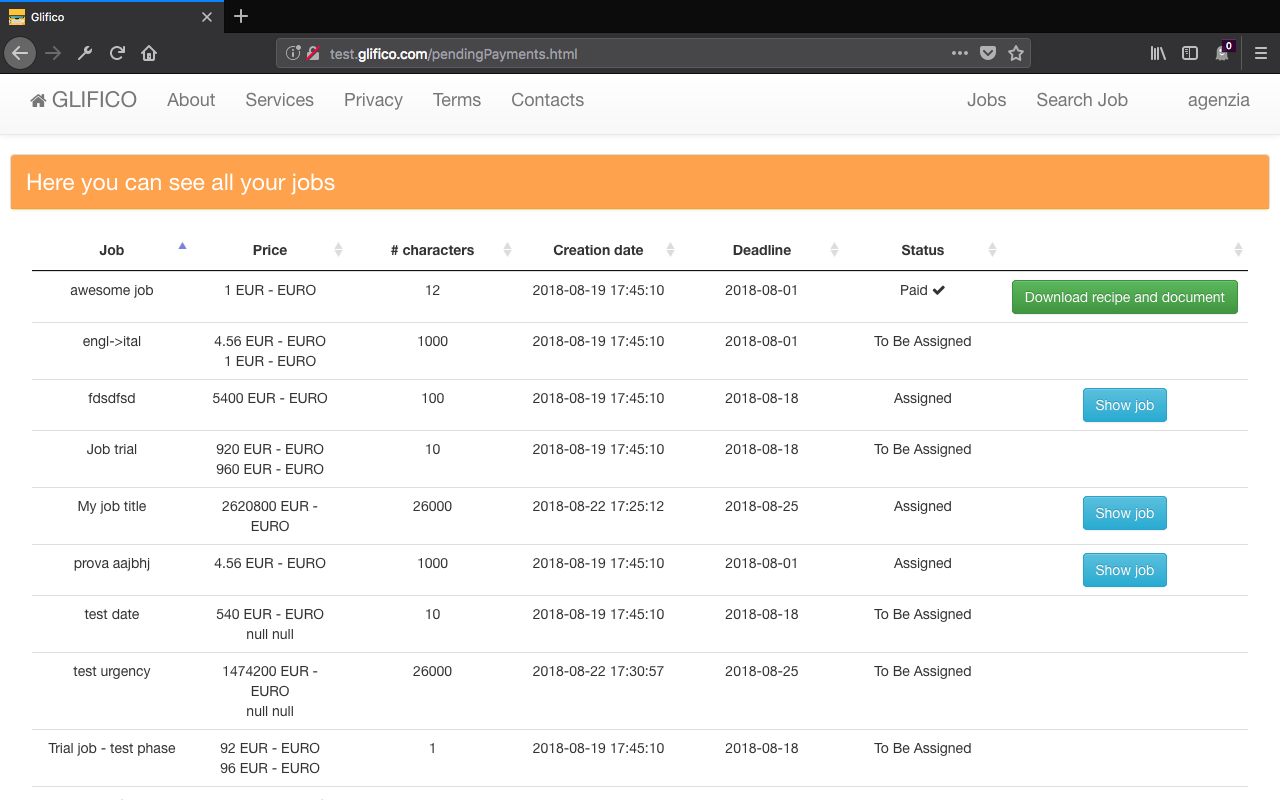 Glifico
test.glifico.com/pendingPayments.html
0
GLIFICO About Services Privacy Terms Contacts Jobs Search Job agenzia
Here you can see all your jobs
Job Price # characters Creation date Deadline Status
awesome job 1 EUR - EURO 12 2018-08-19 17:45:10 2018-08-01 Paid Download recipe and document
engl->ital 4.56 EUR - EURO 1000 2018-08-19 17:45:10 2018-08-01 To Be Assigned
1 EUR - EURO
fdsdfsd 5400 EUR - EURO 100 2018-08-19 17:45:10 2018-08-18 Assigned Show job
Job trial 920 EUR - EURO 10 2018-08-19 17:45:10 2018-08-18 To Be Assigned
960 EUR - EURO
My job title 2620800 EUR - 26000 2018-08-22 17:25:12 2018-08-25 Assigned Show job
EURO
prova aajbhj 4.56 EUR - EURO 1000 2018-08-19 17:45:10 2018-08-01 Assigned Show job
test date 540 EUR - EURO 10 2018-08-19 17:45:10 2018-08-18 To Be Assigned
null null
test urgency 1474200 EUR - 26000 2018-08-22 17:30:57 2018-08-25 To Be Assigned
EURO
null null
Trial job - test phase 92 EUR - EURO 1 2018-08-19 17:45:10 2018-08-18 To Be Assigned
96 EUR - EURO